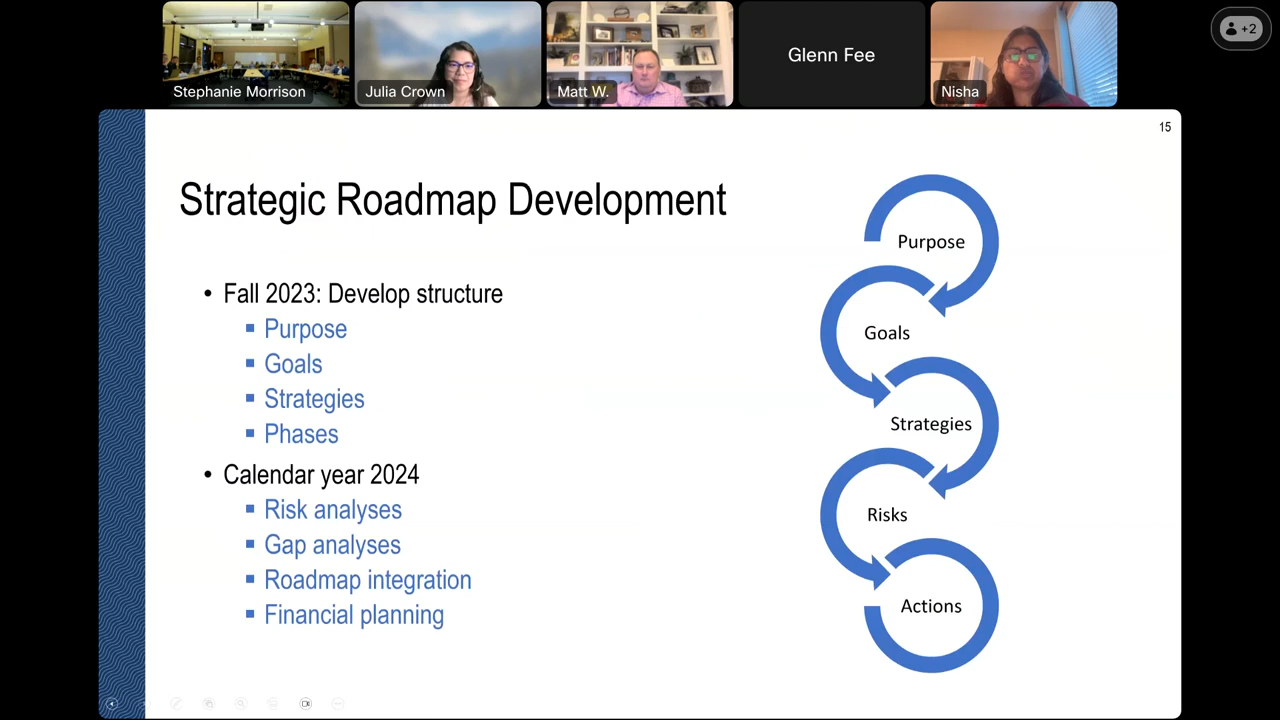 Stephanie Morrison
Julia Crown
Matt W.
Glenn Fee
Nisha
+2
15
Strategic Roadmap Development
• Fall 2023: Develop structure
▪ Purpose
▪ Goals
▪ Strategies
▪ Phases
• Calendar year 2024
▪ Risk analyses
▪ Gap analyses
▪ Roadmap integration
▪ Financial planning
Purpose
Goals
Strategies
Risks
Actions